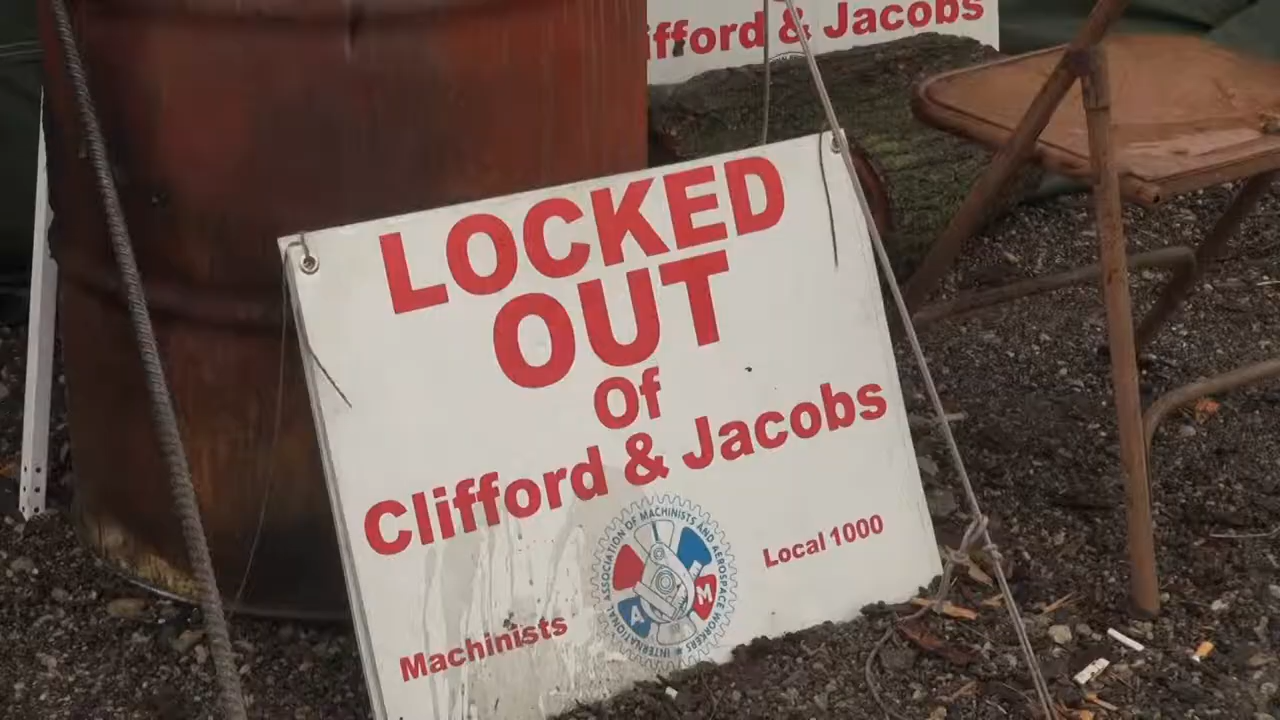 ifford & Jacobs
LOCKED
OUT
Of
Clifford & Jacobs
Machinists
INTERNATIONAL ASSOCIATION OF MACHINISTS AND AEROSPACE WORKERS
A M
Local 1000